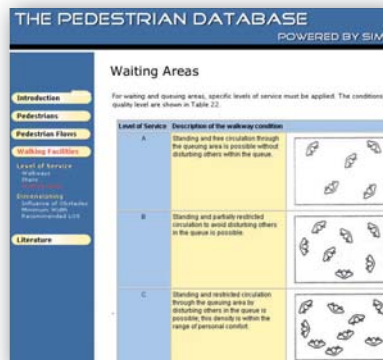 THE PEDESTRIAN DATABASE
POWERED BY SIM
Waiting Areas
For waiting and queuing areas, specific levels of service must be applied. The conditions
quality level are shown in Table 22.
Introduction
Pedestrians
Pedestrian Flows
Walking Facilities
Level of Service
Walkways
Stairs
Waiting Areas
Dimensioning
Influence of Obstacles
Minimum Width
Recommended LOS
Literature
Level of Service Description of the walkway condition
A
Standing and free circulation through
the queuing area is possible without
disturbing others within the queue.
B
Standing and partially restricted
circulation to avoid disturbing others
in the queue is possible.
C
Standing and restricted circulation
through the queuing area by
disturbing others in the queue is
possible; this density is within the
range of personal comfort.